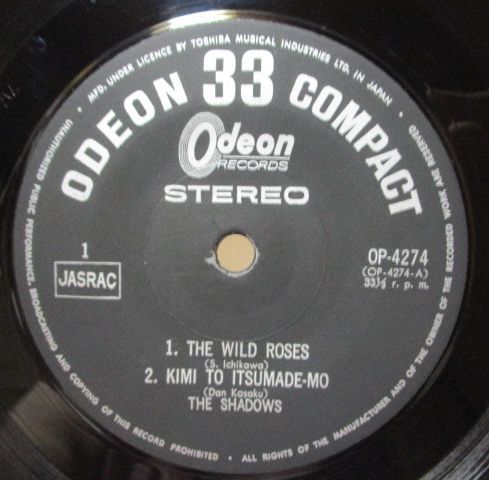 MFD. UNDER LICENCE BY TOSHIBA MUSICAL INDUSTRIES LTD. IN JAPAN
ODEON 33 COMPACT
Odeon
RECORDS
STEREO
1
JASRAC
OP-4274
(OP-4274-A)
33⅓ r. p. m.
1. THE WILD ROSES
(S. Ichikawa)
2. KIMI TO ITSUMADE-MO
(Dan Kosaku)
THE SHADOWS
UNAUTHORIZED PUBLIC PERFORMANCE, BROADCASTING AND COPYING OF THIS RECORD PROHIBITED • ALL RIGHTS OF THE MANUFACTURER AND OF THE OWNER OF THE RECORDED WORK ARE RESERVED